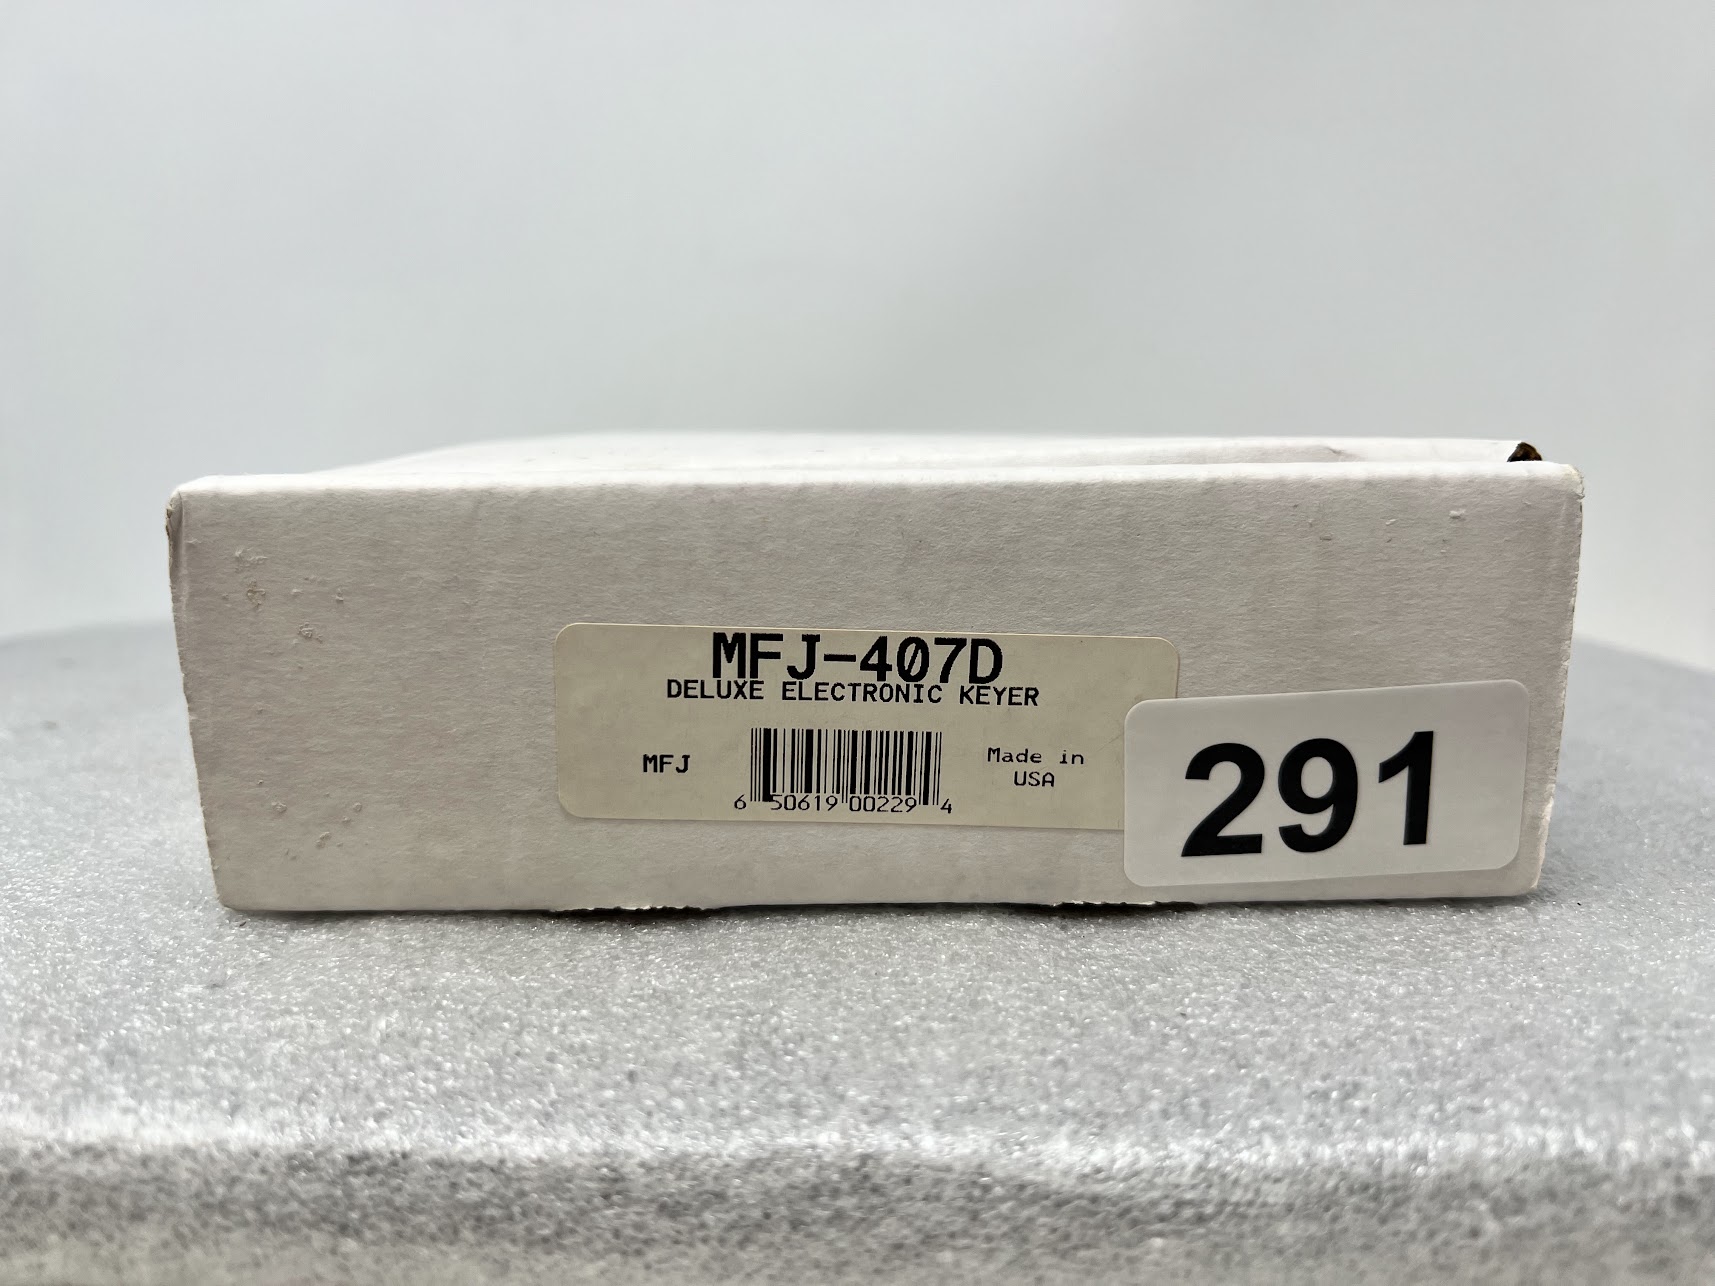 MFJ-407D
DELUXE ELECTRONIC KEYER
MFJ
Made in
USA
6 50619 00229 4
291